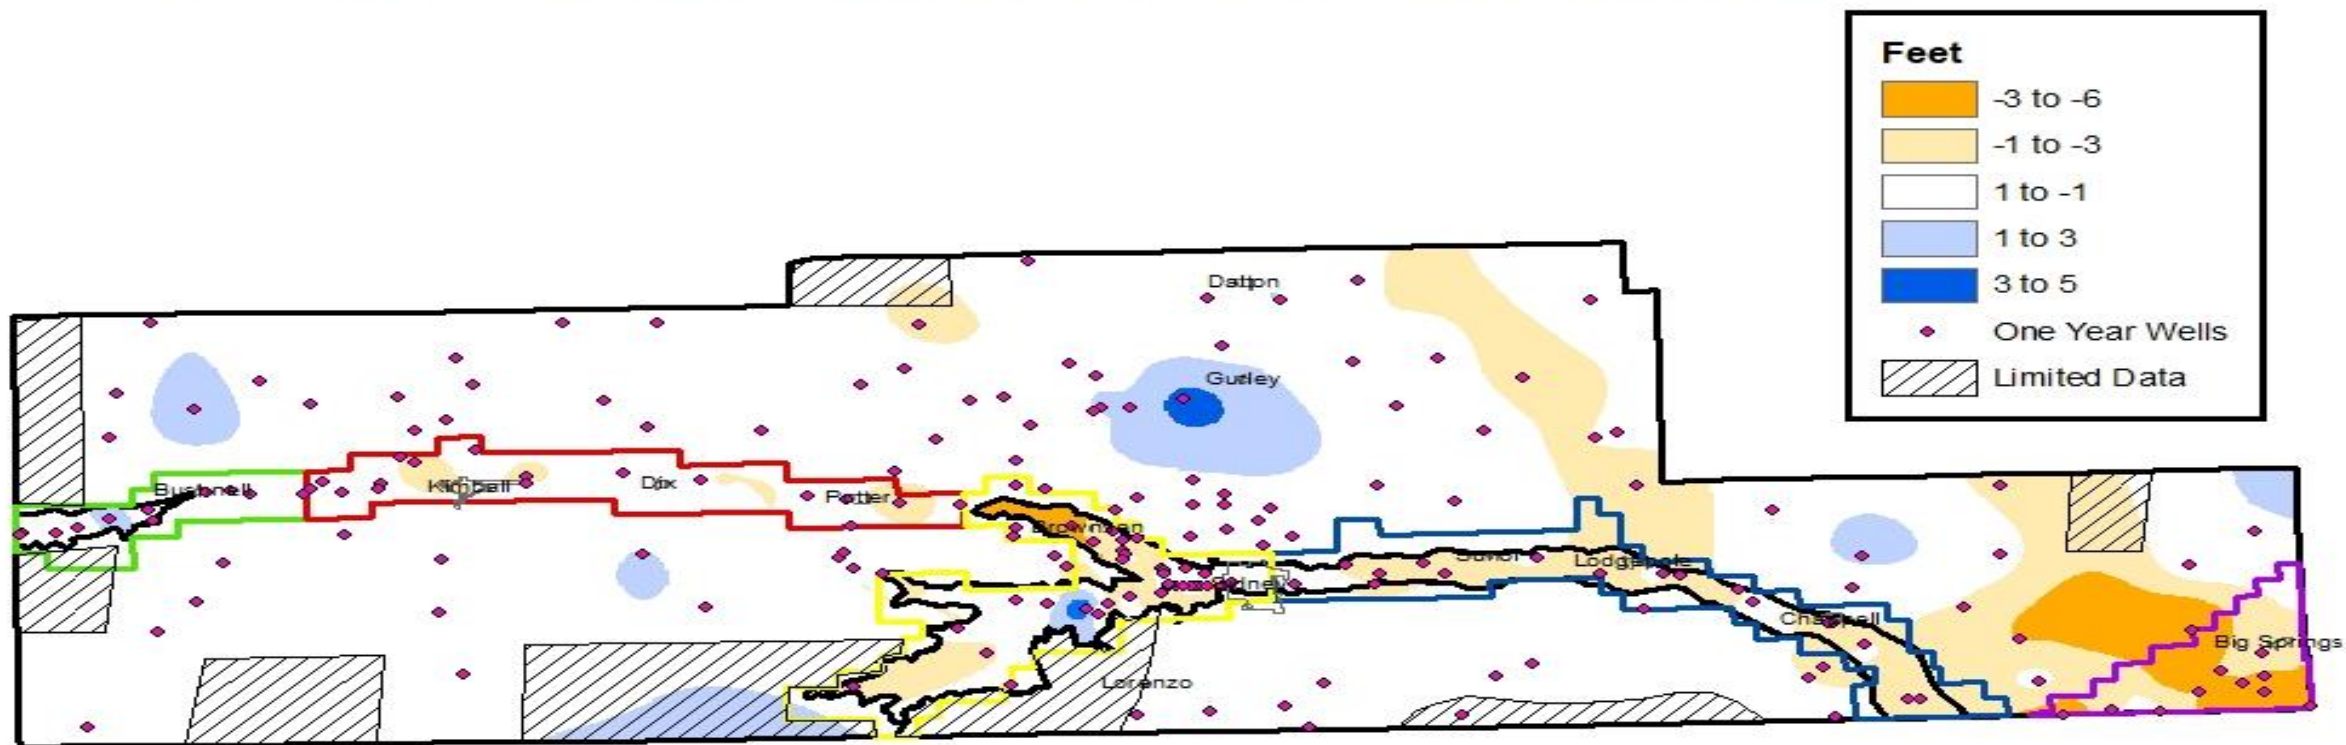 Feet
-3 to -6
-1 to -3
1 to -1
1 to 3
3 to 5
One Year Wells
Limited Data
Dalton
Gurley
Bushnell
Kimball
Dix
Potter
Brownson
Sidney
Sunol
Lodgepole
Chappell
Big Springs
Lorenzo